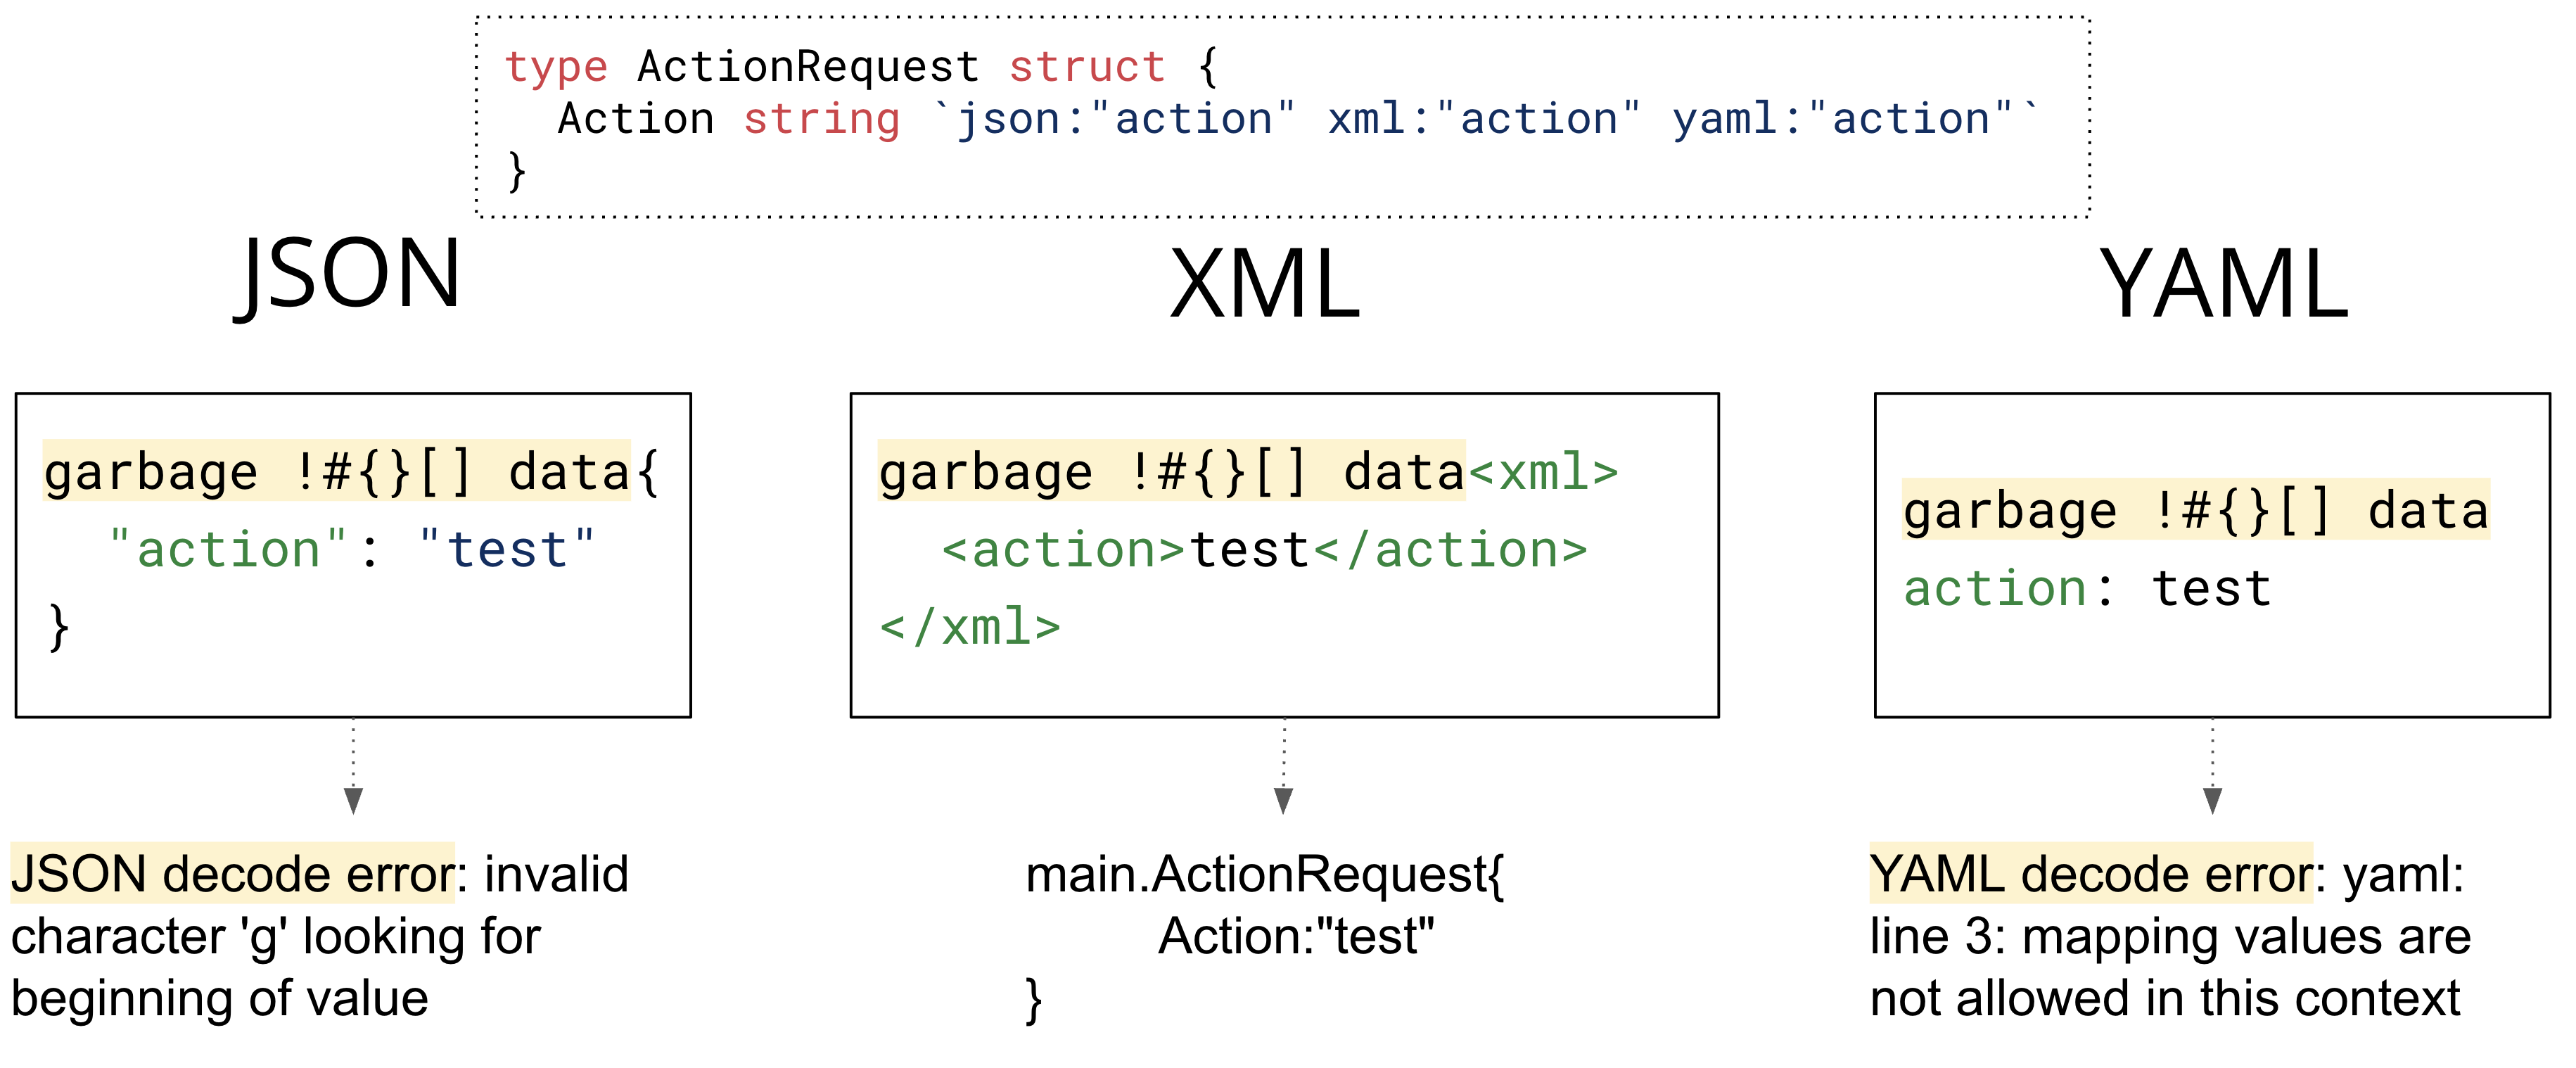 type ActionRequest struct {
  Action string `json:"action" xml:"action" yaml:"action"`
}
JSON
garbage !#{}[] data{
  "action": "test"
}
JSON decode error: invalid
character 'g' looking for
beginning of value
XML
garbage !#{}[] data<xml>
  <action>test</action>
</xml>
main.ActionRequest{
Action:"test"
}
YAML
garbage !#{}[] data
action: test
YAML decode error: yaml:
line 3: mapping values are
not allowed in this context